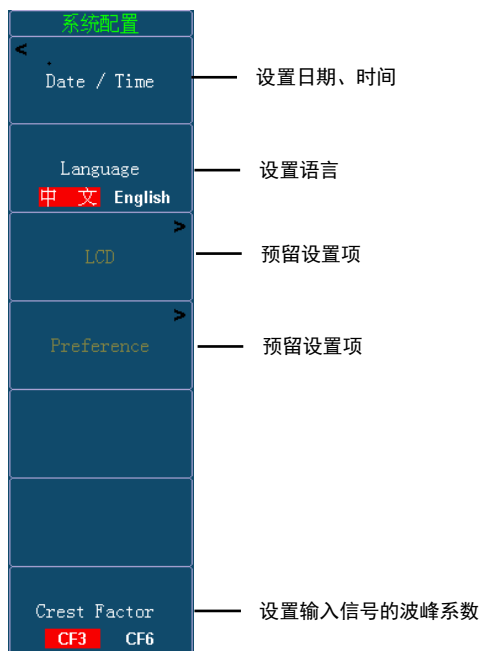 系统配置
<
Date / Time
设置日期、时间
Language
设置语言
中 文 English
>
LCD
预留设置项
>
Preference
预留设置项
Crest Factor
设置输入信号的波峰系数
CF3 CF6